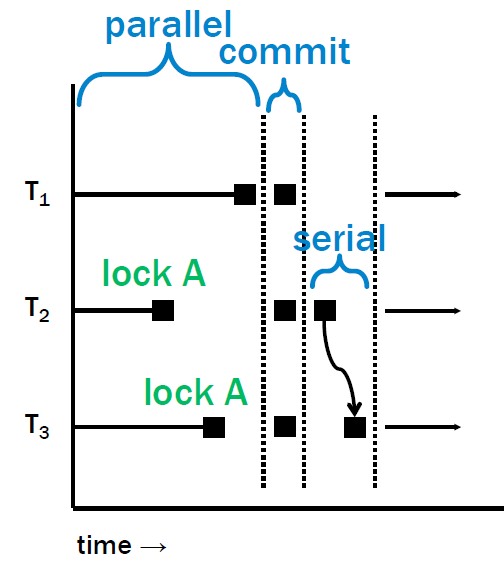 parallel
commit
T₁
serial
lock A
T₂
lock A
T₃
time →